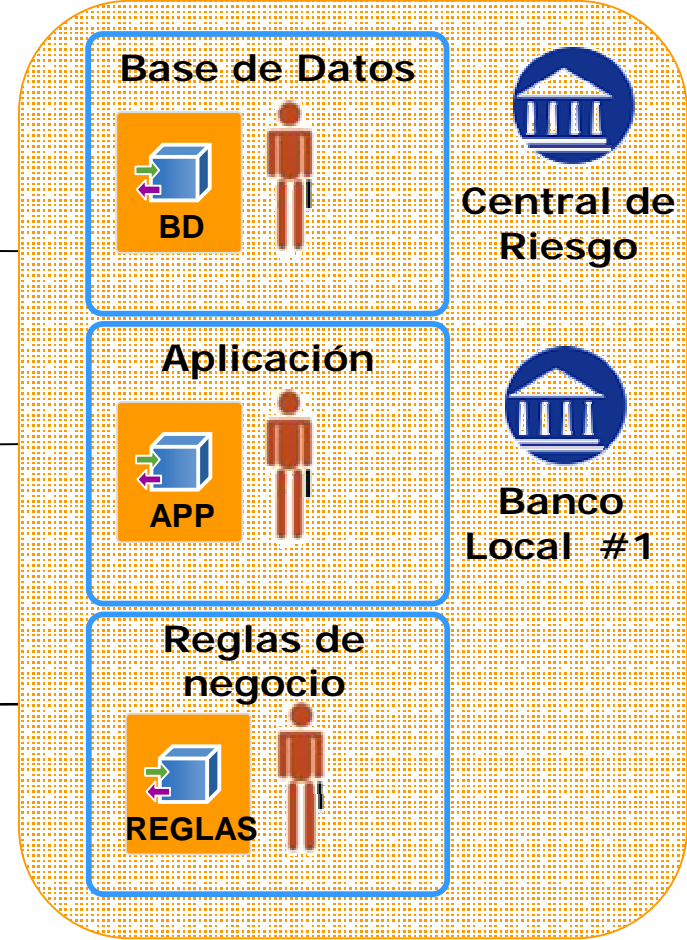 Base de Datos
BD
Central de
Riesgo
Aplicación
APP
Banco
Local #1
Reglas de
negocio
REGLAS